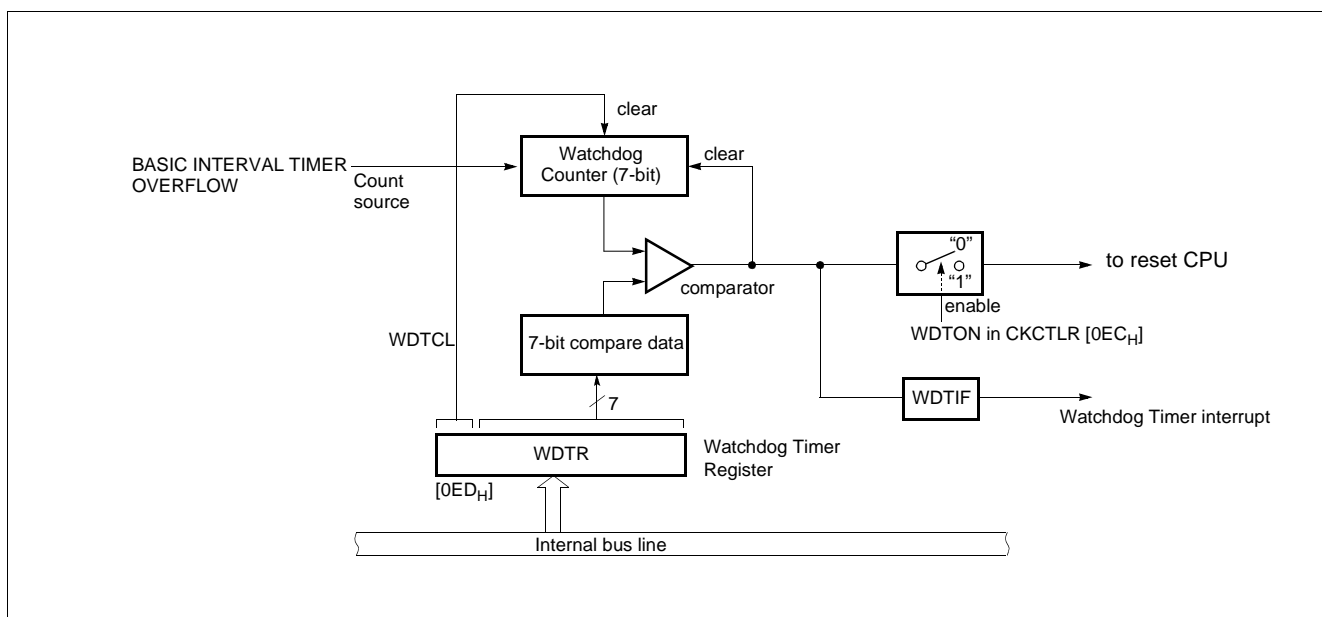 clear
BASIC INTERVAL TIMER
OVERFLOW
Count
source
Watchdog
Counter (7-bit)
clear
comparator
“0”
“1”
enable
to reset CPU
WDTON in CKCTLR [0ECH]
WDTCL
7-bit compare data
7
WDTIF
Watchdog Timer interrupt
WDTR
Watchdog Timer
Register
[0EDH]
Internal bus line